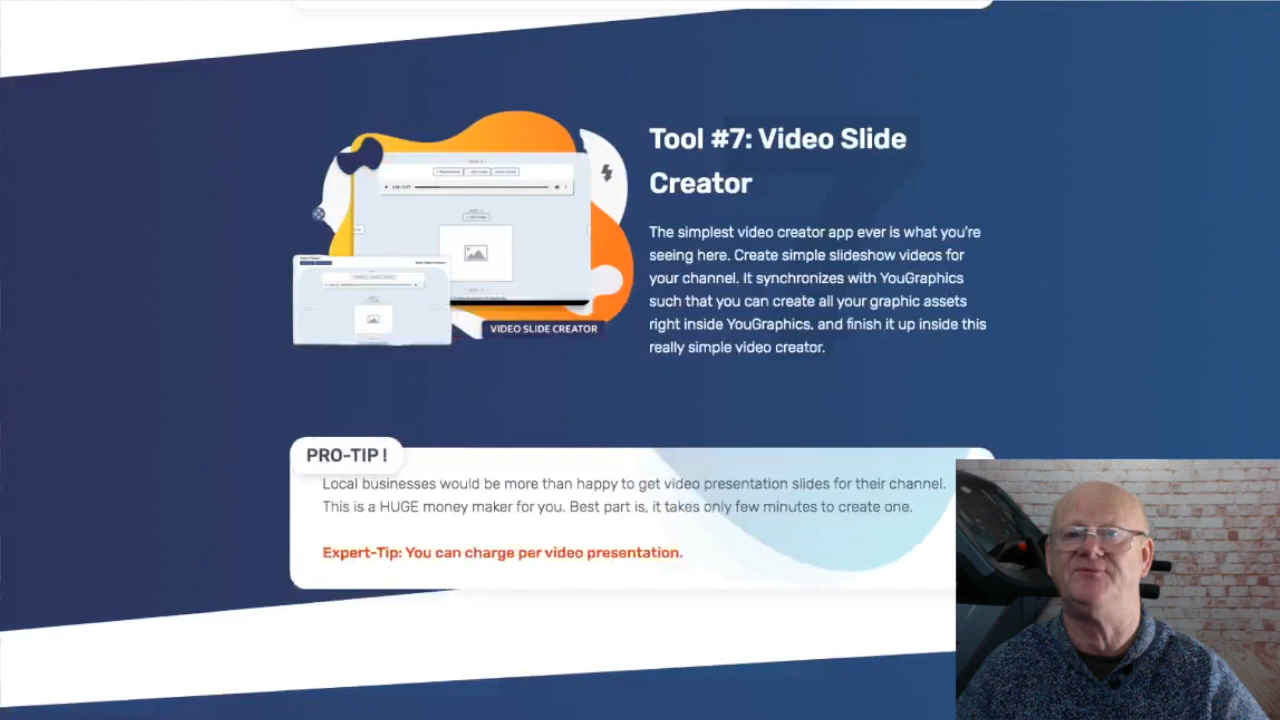 Tool #7: Video Slide
Creator
The simplest video creator app ever is what you're
seeing here. Create simple slideshow videos for
your channel. It synchronizes with YouGraphics
such that you can create all your graphic assets
right inside YouGraphics, and finish it up inside this
really simple video creator.
VIDEO SLIDE CREATOR
PRO-TIP !
Local businesses would be more than happy to get video presentation slides for their channel.
This is a HUGE money maker for you. Best part is, it takes only few minutes to create one.
Expert-Tip: You can charge per video presentation.